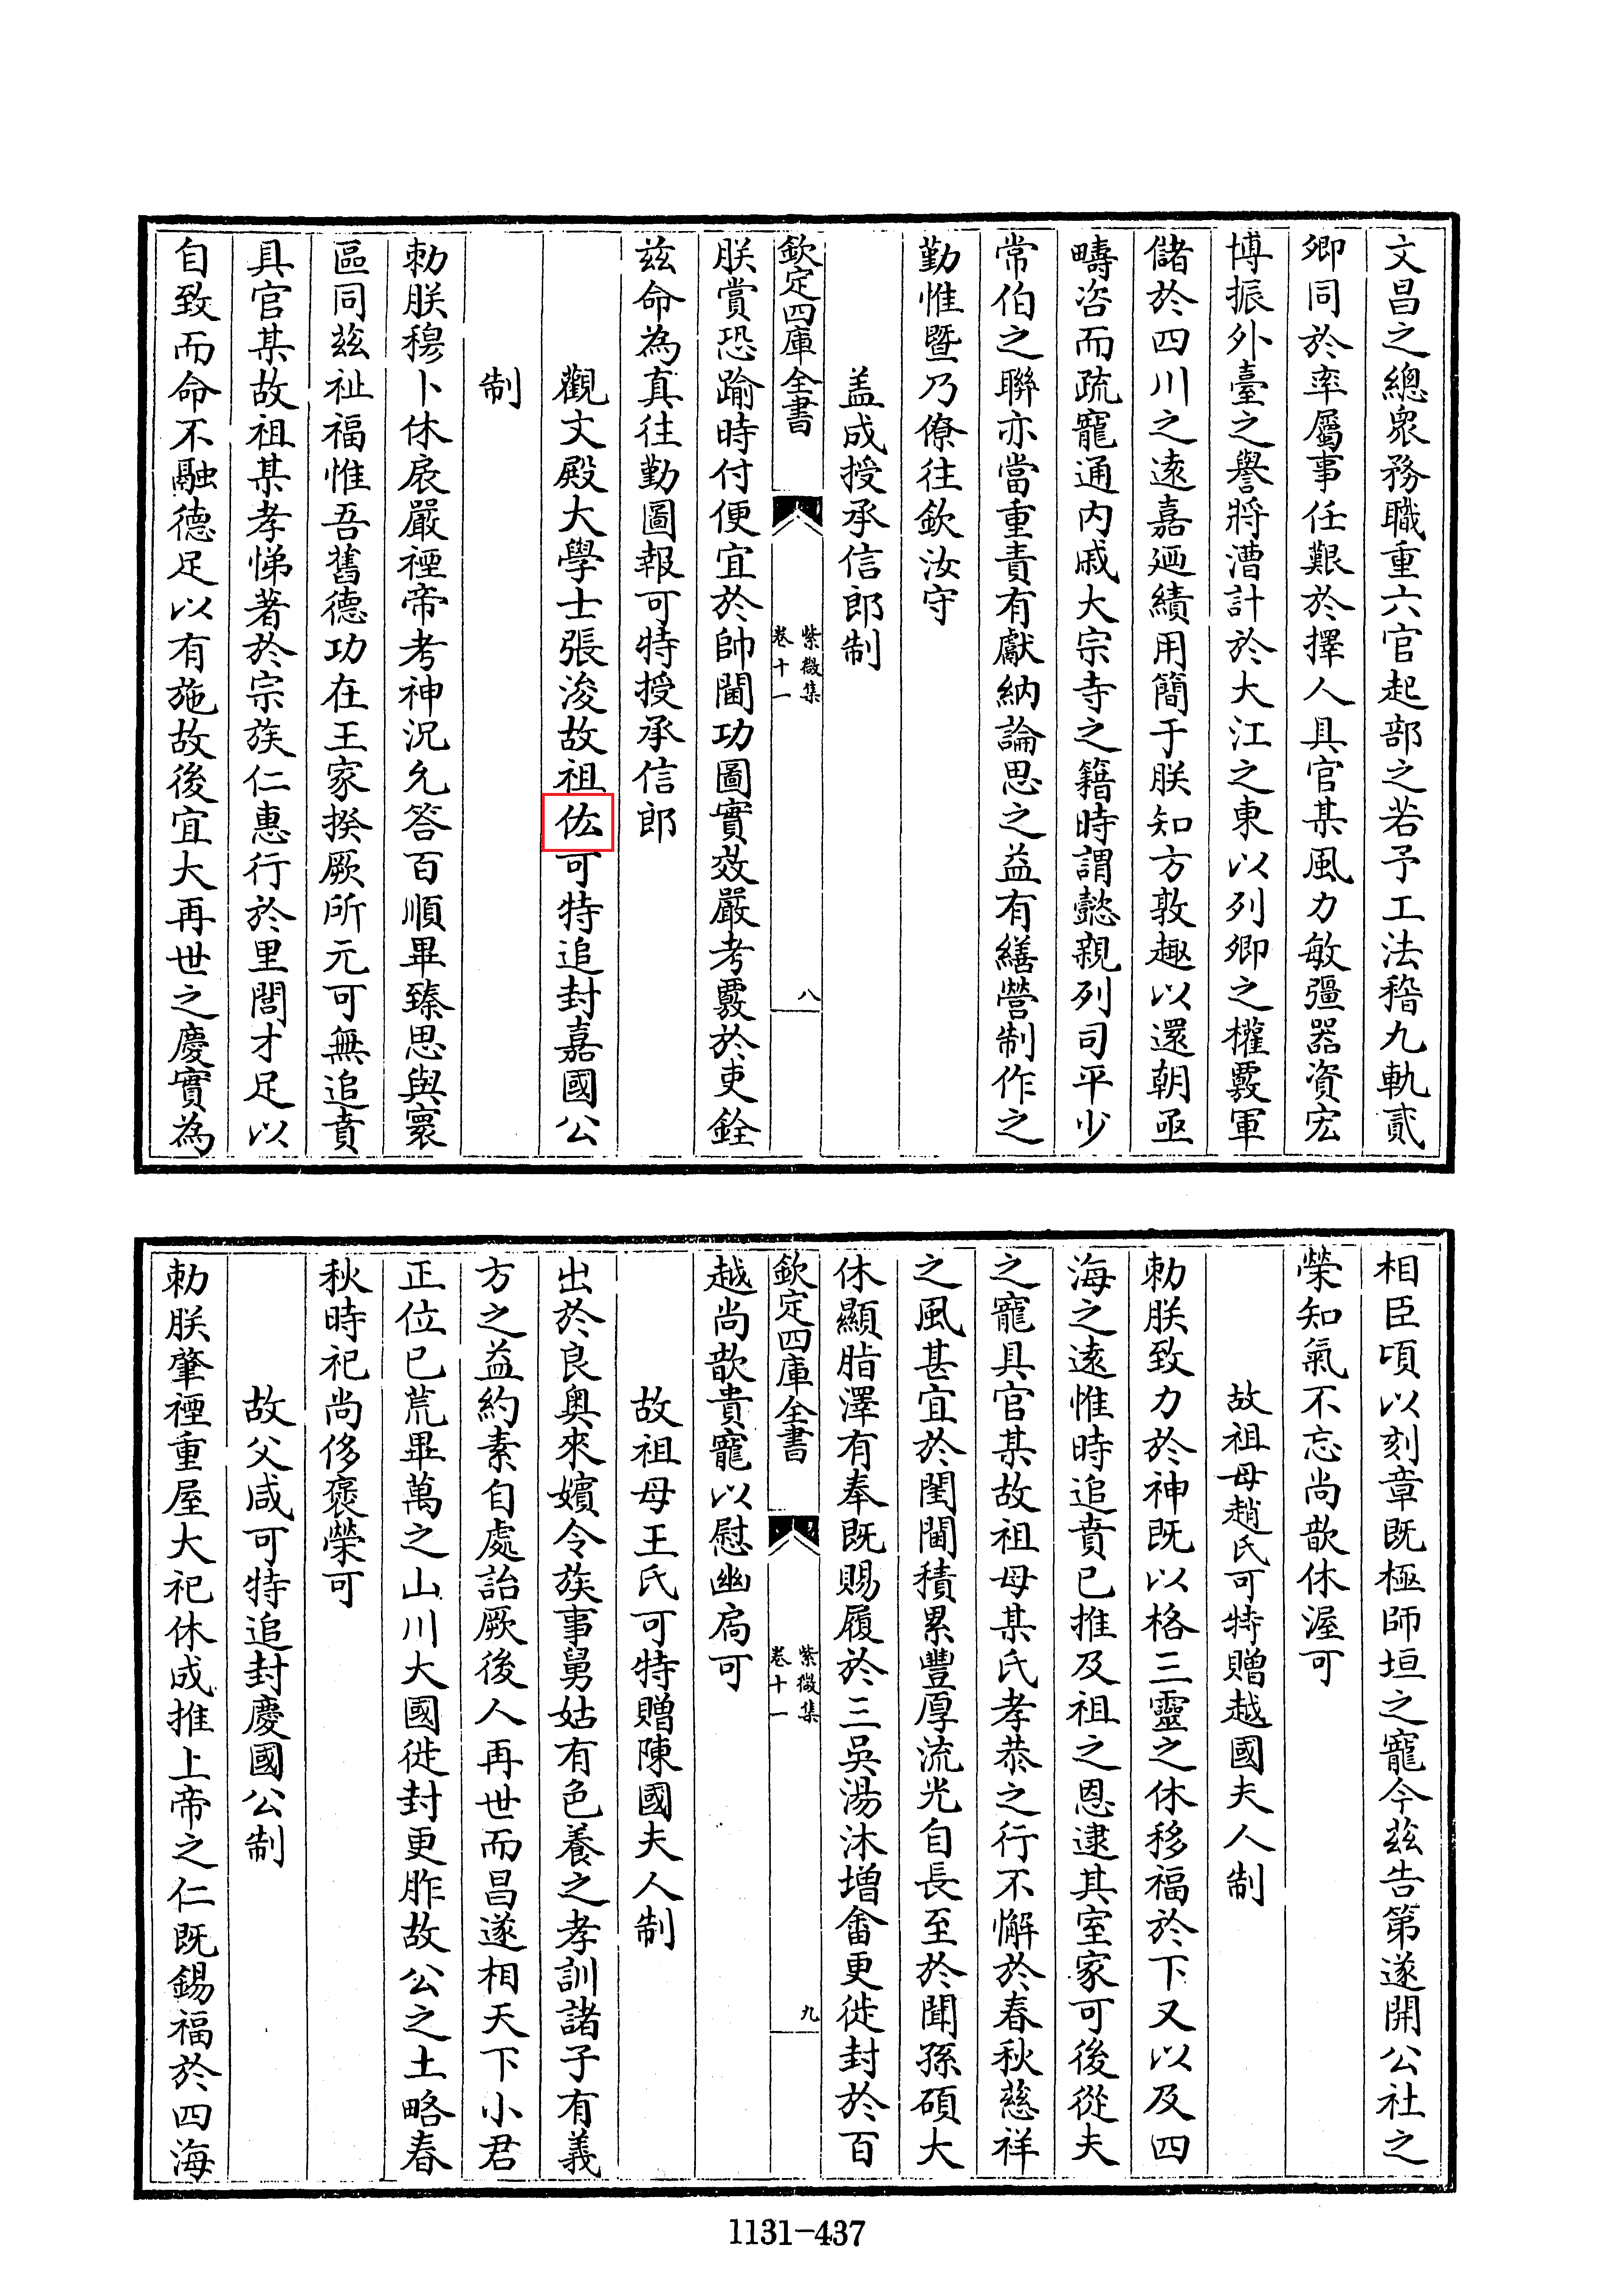 文昌之總衆務職重六官起部之若予工法稽九軌貳
卿同於率屬事任艱於擇人具官某風力敏彊器資宏
博振外臺之譽將漕計於大江之東以列卿之權覈軍
儲於四川之逺嘉廼績用簡于朕知方敦趣以還朝亟
疇咨而疏寵通内戚大宗寺之籍時謂懿親列司平少
常伯之聯亦當重責有獻納論思之益有繕營制作之
勤惟暨乃僚往欽汝守
盖成授承信郎制
欽定四庫全書
紫微集
卷十一
八
朕賞恐踰時付便宜於帥閫功圖實效嚴考覈於吏銓
兹命為真往勤圖報可特授承信郎
觀文殿大學士張浚故祖可特追封嘉國公
制
勅朕穆卜休扆嚴禋帝考神況允答百順畢臻思與寰
區同兹祉福惟吾舊德功在王家揆厥所元可無追賁
具官某故祖某孝悌著於宗族仁惠行於里閭才足以
自致而命不融德足以有施故後宜大再世之慶實為
相臣頃以刻章既極師垣之寵今兹告第遂開公社之
榮知氣不忘尚歆休渥可
故祖母趙氏可特贈越國夫人制
勅朕致力於神既以格三靈之休移福於下又以及四
海之逺惟時追賁已推及祖之恩逮其室家可後從夫
之寵具官某故祖母某氏孝恭之行不懈於春秋慈祥
之風甚宜於閨閫積累豐厚流光自長至於聞孫碩大
休顯脂澤有奉既賜履於三吳湯沐增畬更徙封於百
欽定四庫全書
紫微集
卷十一
九
越尚歆貴寵以慰幽扄可
故祖母王氏可特贈陳國夫人制
出於良奥來嬪令族事舅姑有色養之孝訓諸子有義
方之益約素自處詒厥後人再世而昌遂相天下小君
正位已荒畢萬之山川大國徙封更胙故公之土略春
秋時祀尚侈褒榮可
故父咸可特追封慶國公制
勅朕肇禋重屋大祀休成推上帝之仁既錫福於四海
1131-437